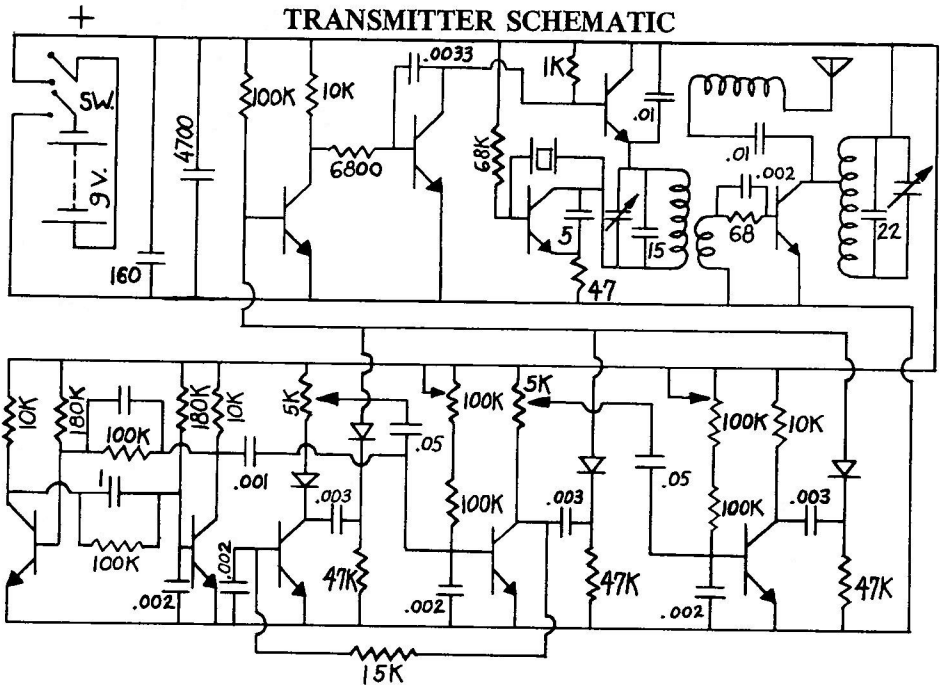 TRANSMITTER SCHEMATIC
+
SW.
9V.
160
4700
100K
10K
6800
.0033
68K
1K
5
47
.01
15
.01
.002
68
22
10K
180K
100K
1
100K
180K
10K
.002
.001
.002
5K
.003
47K
.05
100K
100K
.002
5K
.003
47K
15K
.05
100K
100K
.002
10K
.003
47K